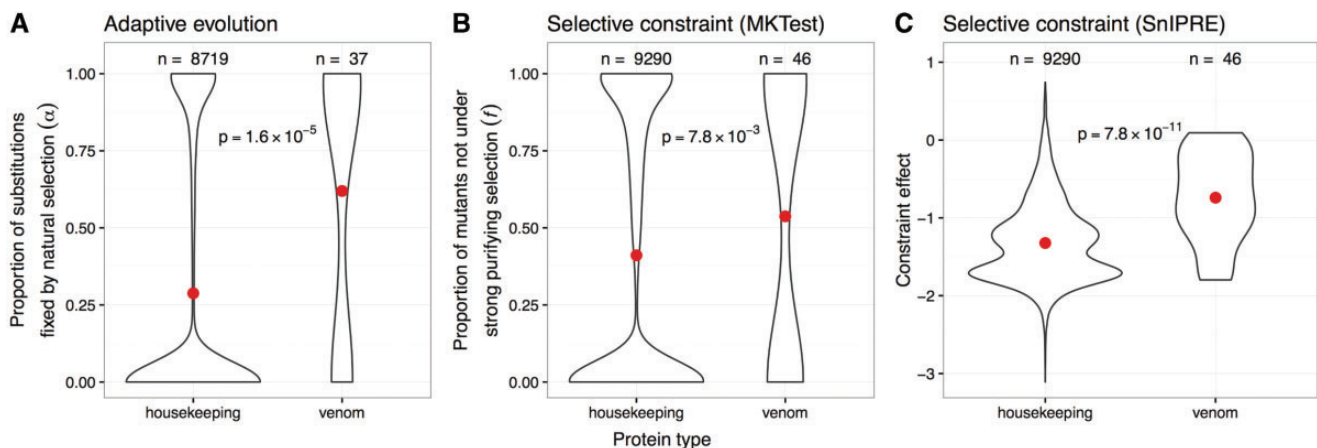 A Adaptive evolution
n = 8719 n = 37
p = 1.6 × 10⁻⁵
1.00
0.75
0.50
0.25
0.00
Proportion of substitutions
fixed by natural selection (α)
housekeeping venom
B Selective constraint (MKTest)
n = 9290 n = 46
p = 7.8 × 10⁻³
1.00
0.75
0.50
0.25
0.00
Proportion of mutants not under
strong purifying selection (f)
housekeeping venom
Protein type
C Selective constraint (SnIPRE)
n = 9290 n = 46
p = 7.8 × 10⁻¹¹
1
0
−1
−2
−3
Constraint effect
housekeeping venom